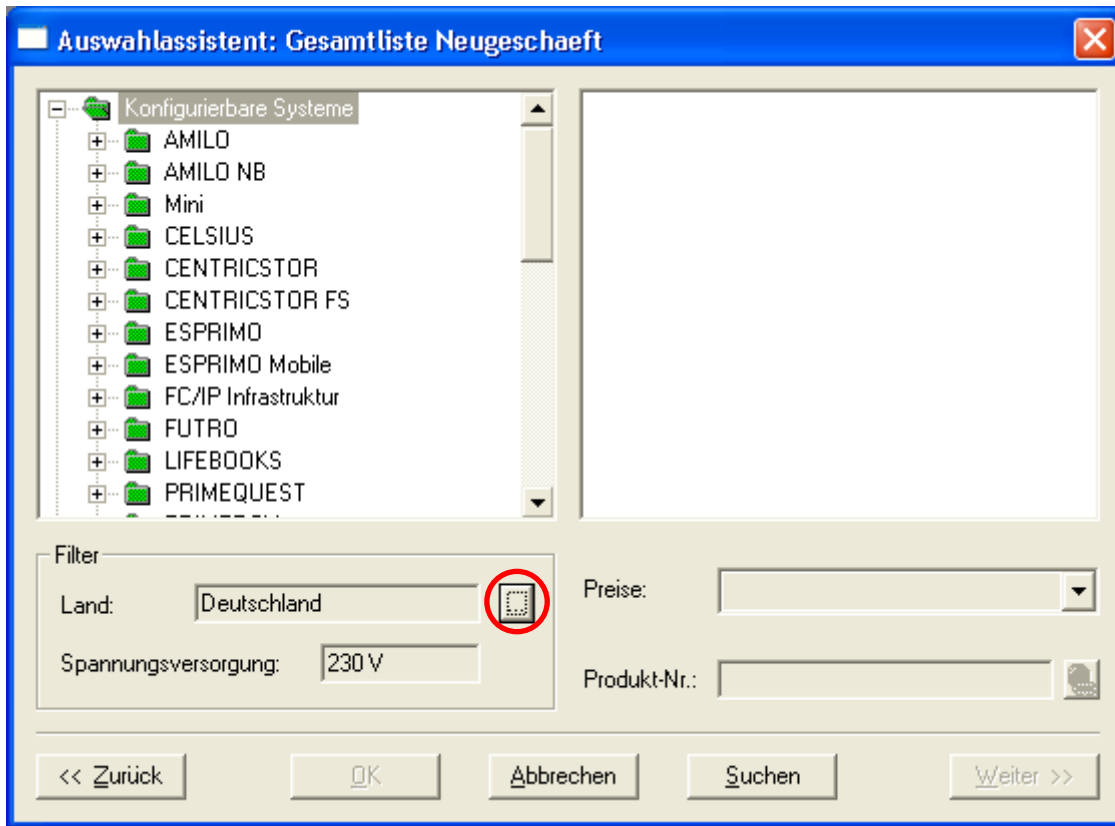 Auswahlassistent: Gesamtliste Neugeschaeft
Konfigurierbare Systeme
AMILO
AMILO NB
Mini
CELSIUS
CENTRICSTOR
CENTRICSTOR FS
ESPRIMO
ESPRIMO Mobile
FC/IP Infrastruktur
FUTRO
LIFEBOOKS
PRIMEQUEST
Filter
Land: Deutschland
Spannungsversorgung: 230 V
Preise:
Produkt-Nr.:
<< Zurück OK Abbrechen Suchen Weiter >>